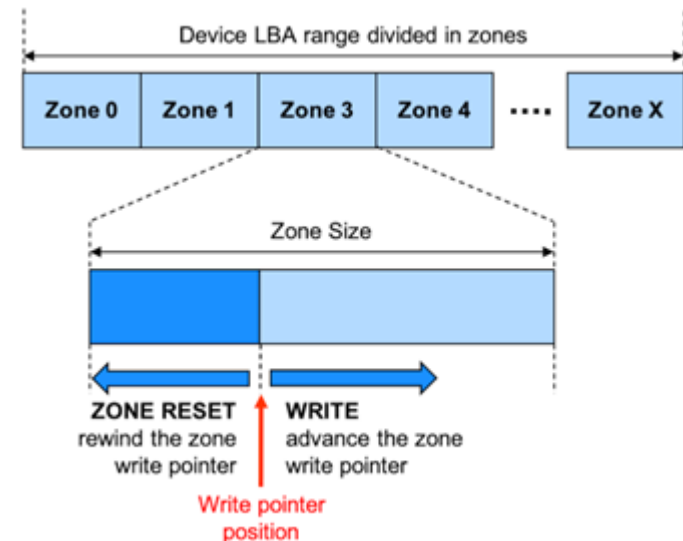 Device LBA range divided in zones
Zone 0 Zone 1 Zone 3 Zone 4 .... Zone X
Zone Size
ZONE RESET
rewind the zone
write pointer
WRITE
advance the zone
write pointer
Write pointer
position